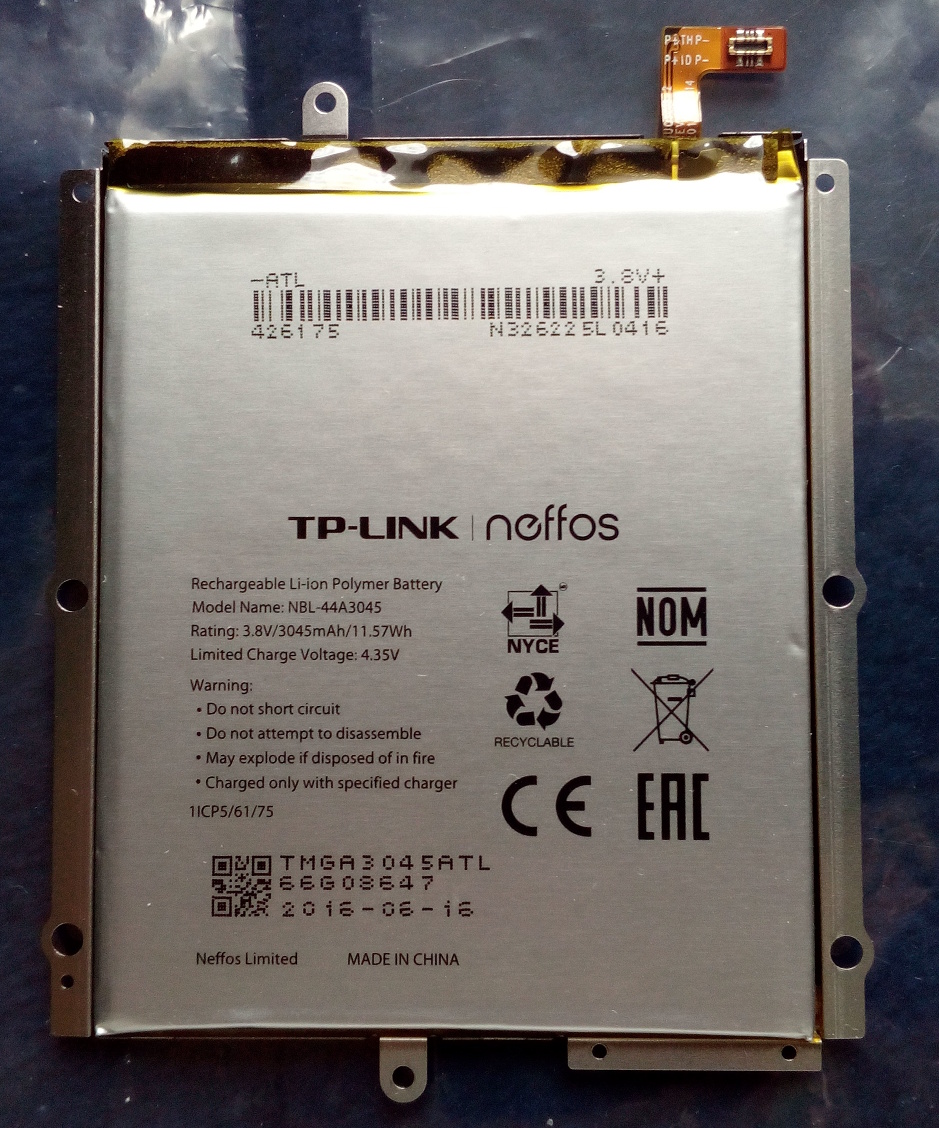 P+THP-
P+IDP-
-ATL 3.8V+
426175 N326225L0416
TP-LINK | neffos
Rechargeable Li-ion Polymer Battery
Model Name: NBL-44A3045
Rating: 3.8V/3045mAh/11.57Wh
Limited Charge Voltage: 4.35V
NYCE
NOM
Warning:
• Do not short circuit
• Do not attempt to disassemble
• May explode if disposed of in fire
• Charged only with specified charger
RECYCLABLE
1ICP5/61/75
CE
EAC
TMGA3045ATL
66G08647
2016-06-16
Neffos Limited MADE IN CHINA